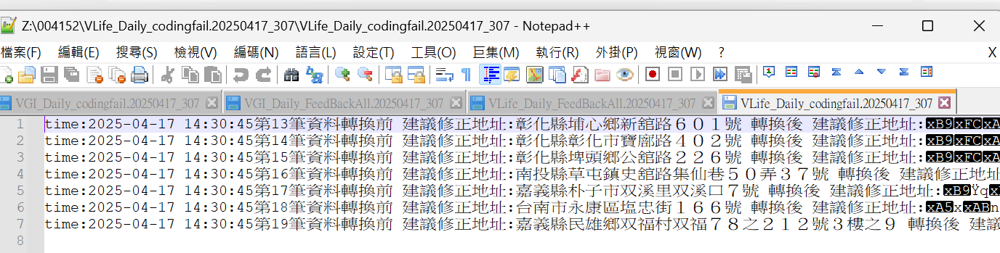 Z:\004152\VLife_Daily_codingfail.20250417_307\VLife_Daily_codingfail.20250417_307 - Notepad++
檔案(F) 編輯(E) 搜尋(S) 檢視(V) 編碼(N) 語言(L) 設定(T) 工具(O) 巨集(M) 執行(R) 外掛(P) 視窗(W) ? X
VGI_Daily_codingfail.20250417_307 VGI_Daily_FeedBackAll.20250417_307 VLife_Daily_FeedBackAll.20250417_307 VLife_Daily_codingfail.20250417_307
1 time:2025-04-17 14:30:45第13筆資料轉換前 建議修正地址:彰化縣埔心鄉新舘路６０１號 轉換後 建議修正地址:xB9xFCxA
2 time:2025-04-17 14:30:45第14筆資料轉換前 建議修正地址:彰化縣彰化市寶廍路４０２號 轉換後 建議修正地址:xB9xFCxA
3 time:2025-04-17 14:30:45第15筆資料轉換前 建議修正地址:彰化縣埤頭鄉公舘路２２６號 轉換後 建議修正地址:xB9xFCxA
4 time:2025-04-17 14:30:45第16筆資料轉換前 建議修正地址:南投縣草屯鎮史舘路集仙巷５０弄３７號 轉換後 建議修正地址
5 time:2025-04-17 14:30:45第17筆資料轉換前 建議修正地址:嘉義縣朴子市双溪里双溪口７號 轉換後 建議修正地址:xB9Ÿqx
6 time:2025-04-17 14:30:45第18筆資料轉換前 建議修正地址:台南市永康區塩忠街１６６號 轉換後 建議修正地址:xA5xxABn
7 time:2025-04-17 14:30:45第19筆資料轉換前 建議修正地址:嘉義縣民雄鄉双福村双福７８之２１２號３樓之９ 轉換後 建議
8